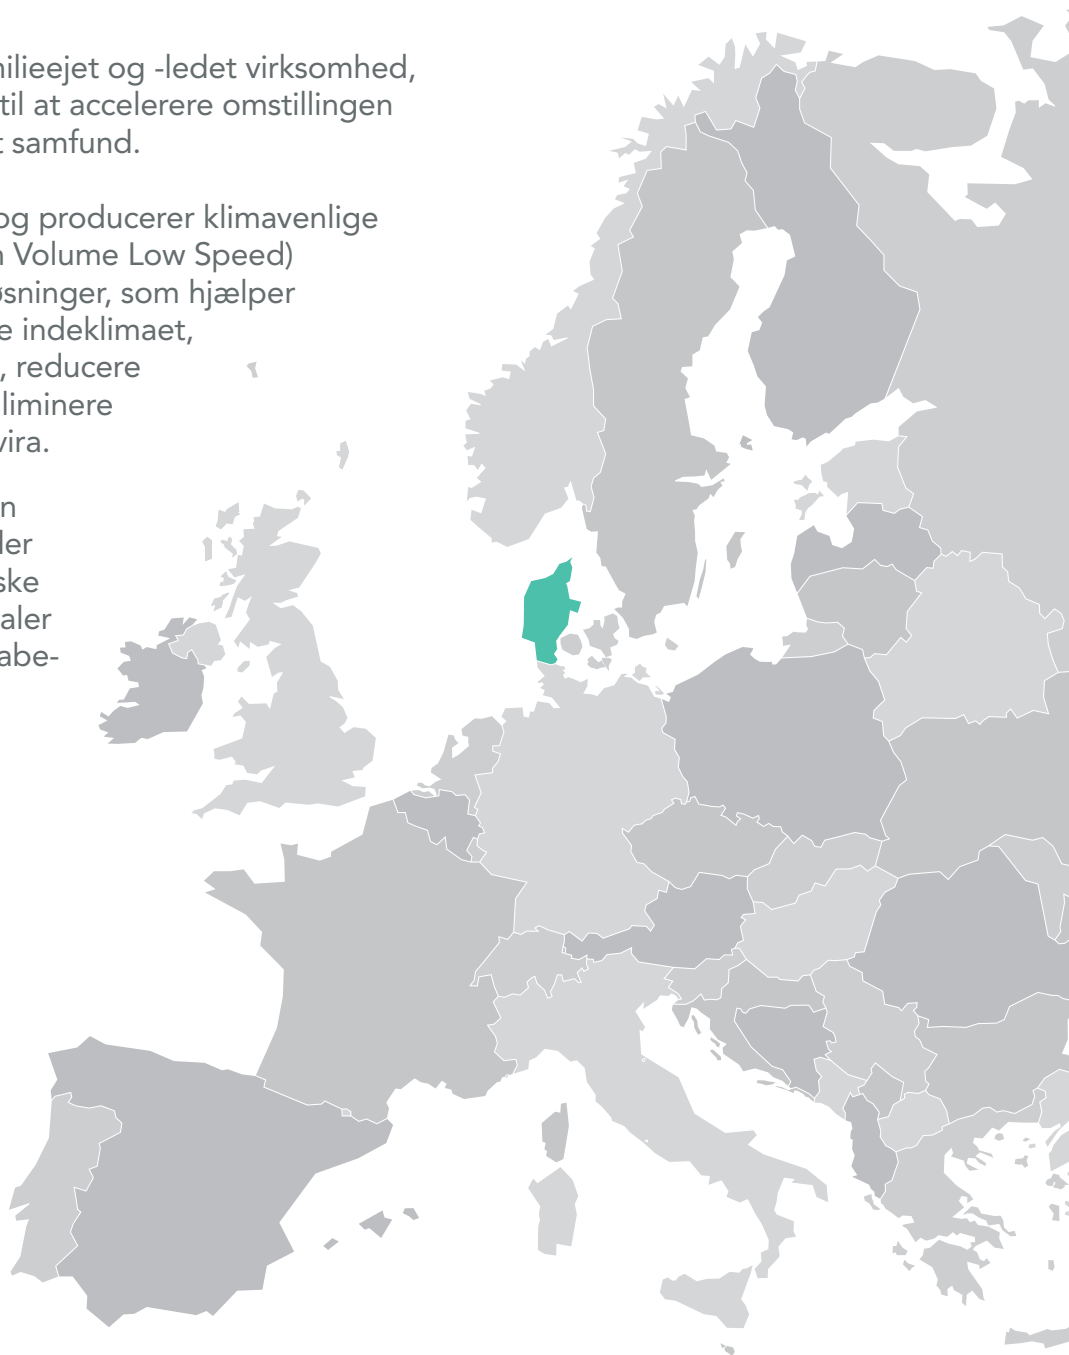 ilieejet og -ledet virksomhed,
til at accelerere omstillingen
t samfund.
og producerer klimavenlige
Volume Low Speed)
øsninger, som hjælper
e indeklimaet,
, reducere
liminere
vira.
n
ler
ske
aler
abe-